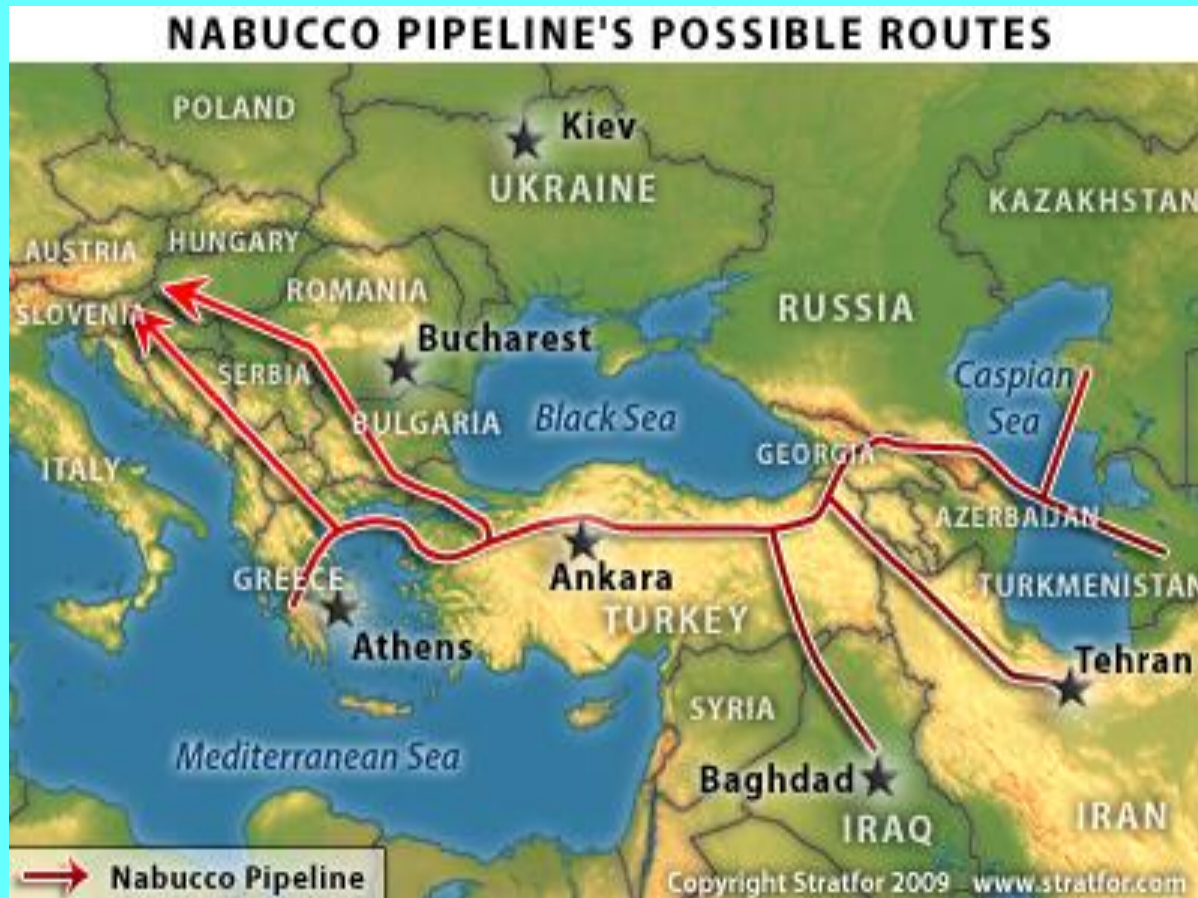 NABUCCO PIPELINE'S POSSIBLE ROUTES
POLAND
Kiev
UKRAINE
KAZAKHSTAN
AUSTRIA
HUNGARY
ROMANIA
SLOVENIA
RUSSIA
Bucharest
SERBIA
Caspian
Sea
BULGARIA
Black Sea
GEORGIA
ITALY
AZERBAIJAN
GREECE
Ankara
TURKMENISTAN
TURKEY
Athens
Tehran
SYRIA
Mediterranean Sea
Baghdad
IRAQ
IRAN
Nabucco Pipeline
Copyright Stratfor 2009 www.stratfor.com